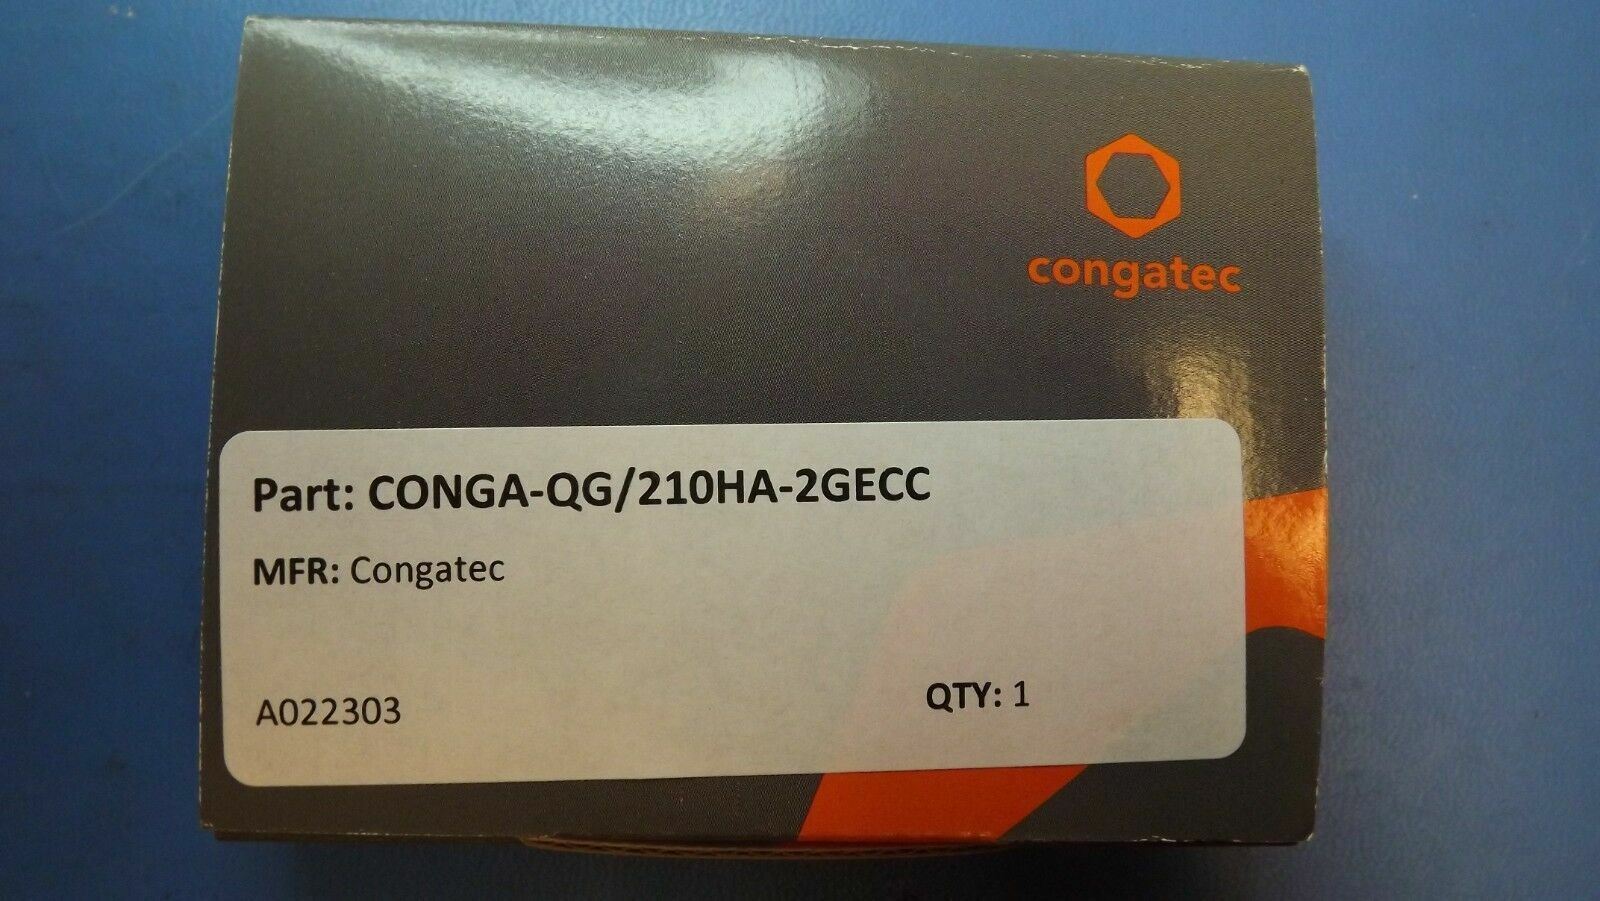 congatec
Part: CONGA-QG/210HA-2GECC
MFR: Congatec
A022303
QTY: 1